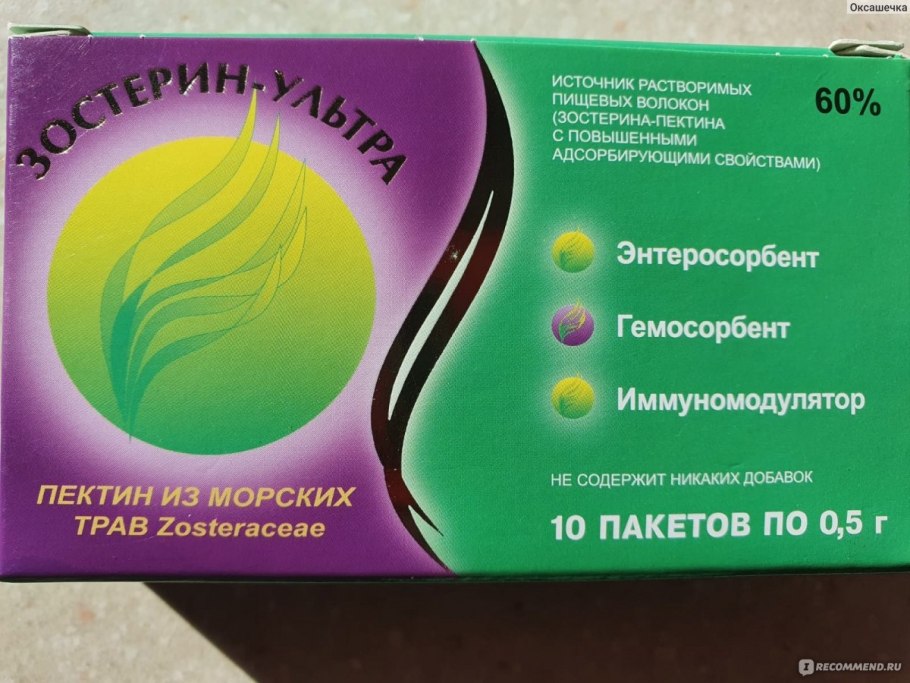 Оксашечка
ЗОСТЕРИН-УЛЬТРА
ПЕКТИН ИЗ МОРСКИХ
ТРАВ Zosteraceae
ИСТОЧНИК РАСТВОРИМЫХ
ПИЩЕВЫХ ВОЛОКОН
(ЗОСТЕРИНА-ПЕКТИНА
С ПОВЫШЕННЫМИ
АДСОРБИРУЮЩИМИ СВОЙСТВАМИ)
60%
Энтеросорбент
Гемосорбент
Иммуномодулятор
НЕ СОДЕРЖИТ НИКАКИХ ДОБАВОК
10 ПАКЕТОВ ПО 0,5 г
IRECOMMEND.RU